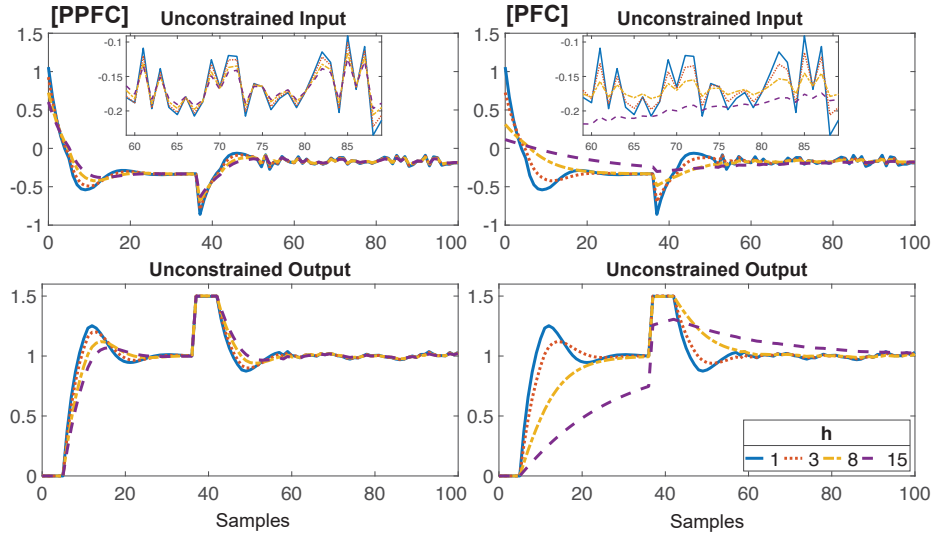 [PPFC] Unconstrained Input
1.5
1
0.5
0
-0.5
-1
0 20 40 60 80 100
-0.1
-0.15
-0.2
60 65 70 75 80 85
[PFC] Unconstrained Input
1.5
1
0.5
0
-0.5
-1
0 20 40 60 80 100
-0.1
-0.15
-0.2
60 65 70 75 80 85
Unconstrained Output
1.5
1
0.5
0
0 20 40 60 80 100
Samples
Unconstrained Output
1.5
1
0.5
0
0 20 40 60 80 100
Samples
h
1 3 8 15